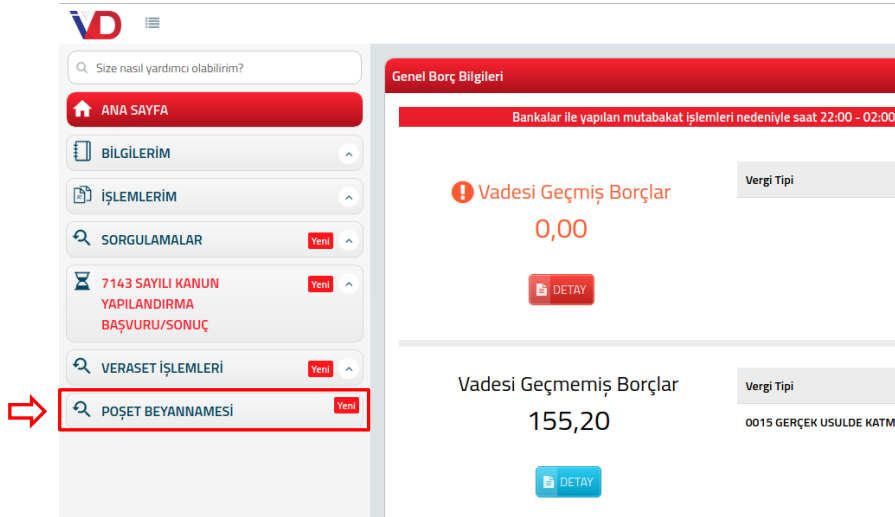 İVD
Size nasıl yardımcı olabilirim?
ANA SAYFA
BİLGİLERİM
İŞLEMLERİM
SORGULAMALAR Yeni
7143 SAYILI KANUN Yeni
YAPILANDIRMA
BAŞVURU/SONUÇ
VERASET İŞLEMLERİ Yeni
POŞET BEYANNAMESİ Yeni
Genel Borç Bilgileri
Bankalar ile yapılan mutabakat işlemleri nedeniyle saat 22:00 - 02:00
Vadesi Geçmiş Borçlar
0,00
DETAY
Vergi Tipi
Vadesi Geçmemiş Borçlar
155,20
DETAY
Vergi Tipi
0015 GERÇEK USULDE KATM